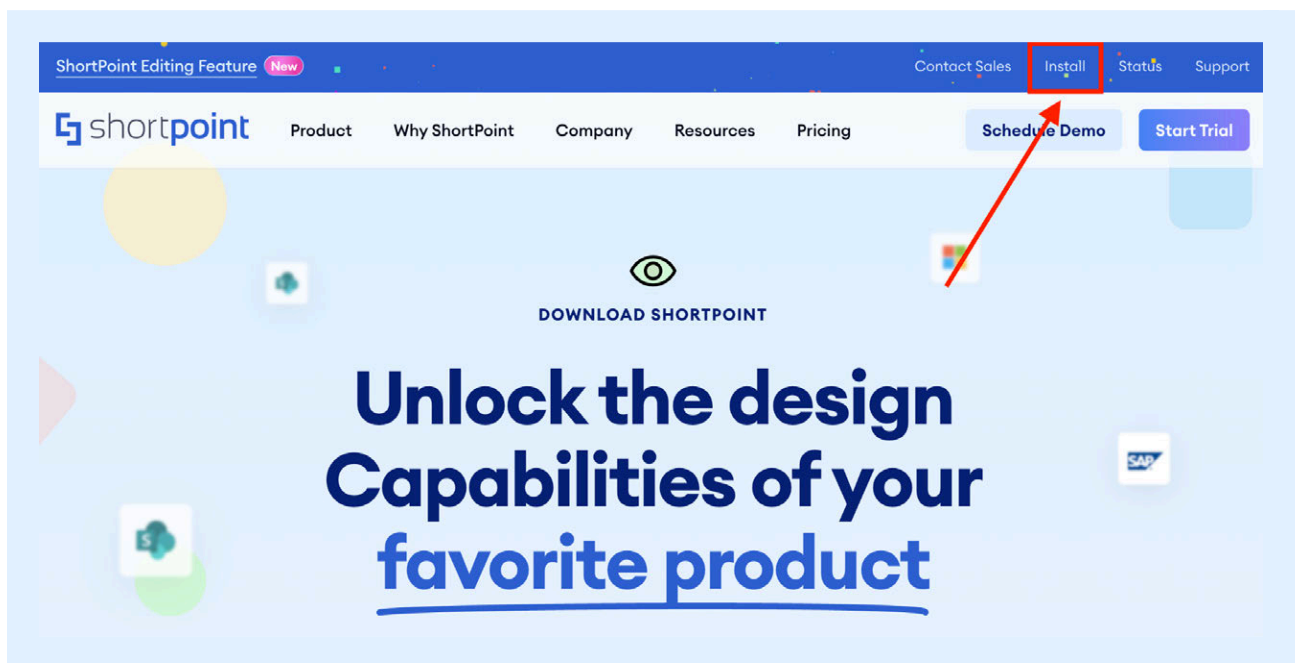 ShortPoint Editing Feature New Contact Sales Install Status Support
shortpoint Product Why ShortPoint Company Resources Pricing Schedule Demo Start Trial
DOWNLOAD SHORTPOINT
Unlock the design
Capabilities of your
favorite product
SAP
S